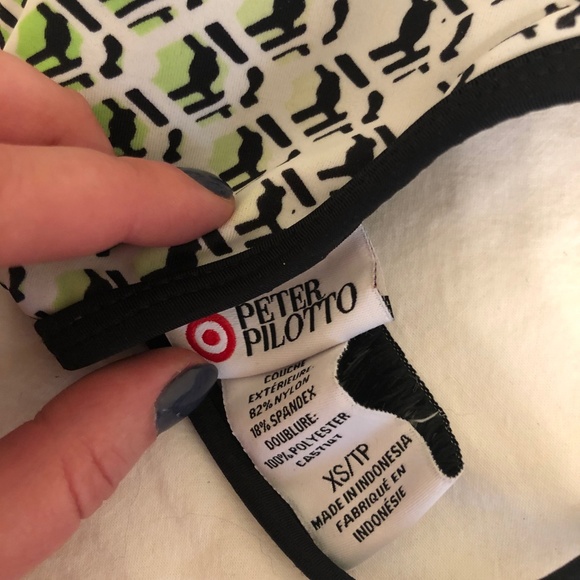 PETER
PILOTTO
COUCHE
EXTÉRIEURE:
82% NYLON
18% SPANDEX
DOUBLURE:
100% POLYESTER
CA57187
XS/TP
MADE IN INDONESIA
FABRIQUÉ EN
INDONÉSIE